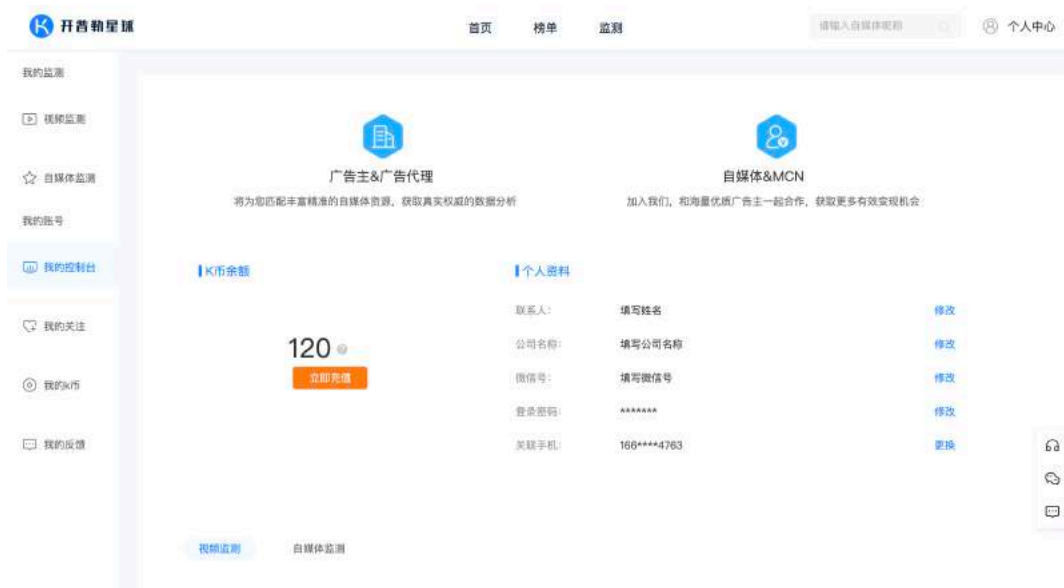 开普勒星球
首页 榜单 监测
请输入自媒体昵称
个人中心
我的监测
视频监测
自媒体监测
我的账号
我的控制台
我的关注
我的k币
我的反馈
广告主&广告代理
将为您匹配丰富精准的自媒体资源，获取真实权威的数据分析
自媒体&MCN
加入我们，和海量优质广告主一起合作，获取更多有效变现机会
K币余额
120
立即充值
个人资料
联系人： 填写姓名 修改
公司名称： 填写公司名称 修改
微信号： 填写微信号 修改
登录密码： ******* 修改
关联手机： 166****4763 更换
视频监测 自媒体监测